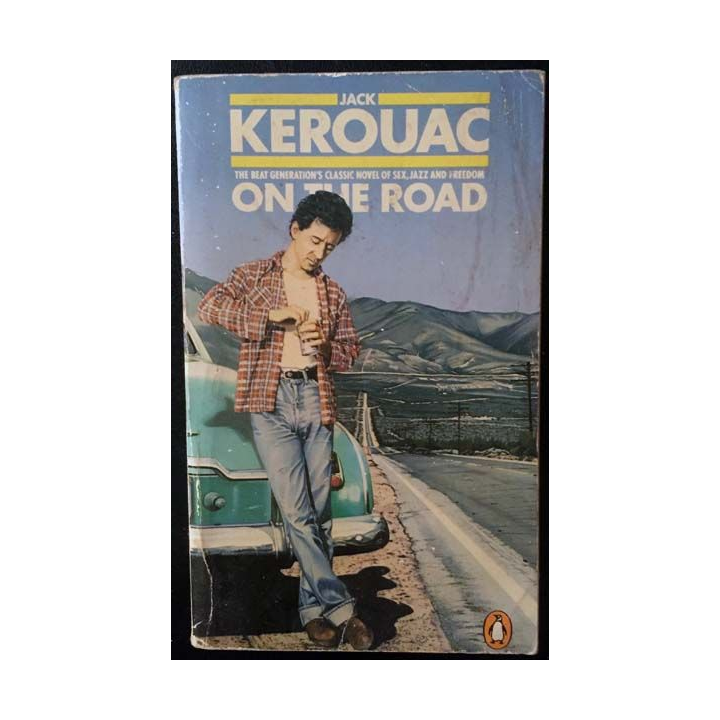 JACK
KEROUAC
THE BEAT GENERATION'S CLASSIC NOVEL OF SEX, JAZZ AND FREEDOM
ON THE ROAD